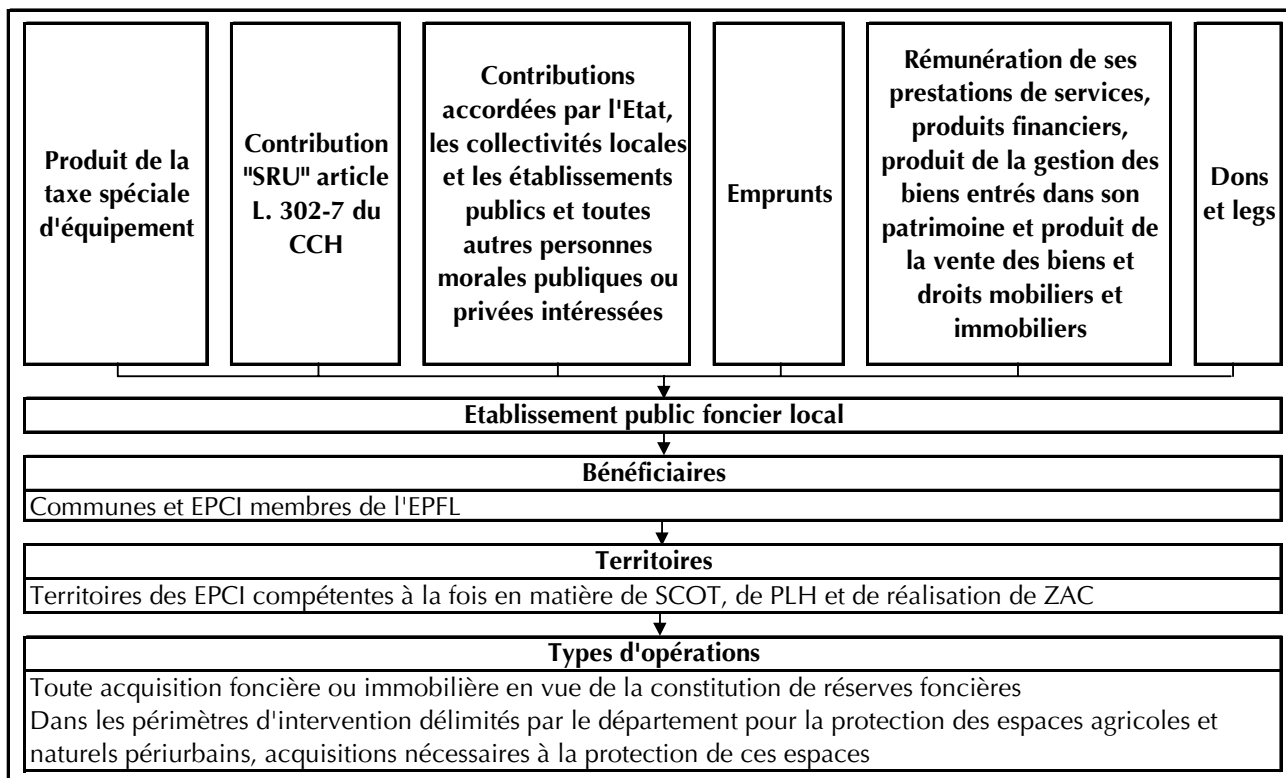 Produit de la
taxe spéciale
d'équipement
Contribution
"SRU" article
L. 302-7 du
CCH
Contributions
accordées par l'Etat,
les collectivités locales
et les établissements
publics et toutes
autres personnes
morales publiques ou
privées intéressées
Emprunts
Rémunération de ses
prestations de services,
produits financiers,
produit de la gestion des
biens entrés dans son
patrimoine et produit de
la vente des biens et
droits mobiliers et
immobiliers
Dons
et legs
Etablissement public foncier local
Bénéficiaires
Communes et EPCI membres de l'EPFL
Territoires
Territoires des EPCI compétentes à la fois en matière de SCOT, de PLH et de réalisation de ZAC
Types d'opérations
Toute acquisition foncière ou immobilière en vue de la constitution de réserves foncières
Dans les périmètres d'intervention délimités par le département pour la protection des espaces agricoles et
naturels périurbains, acquisitions nécessaires à la protection de ces espaces